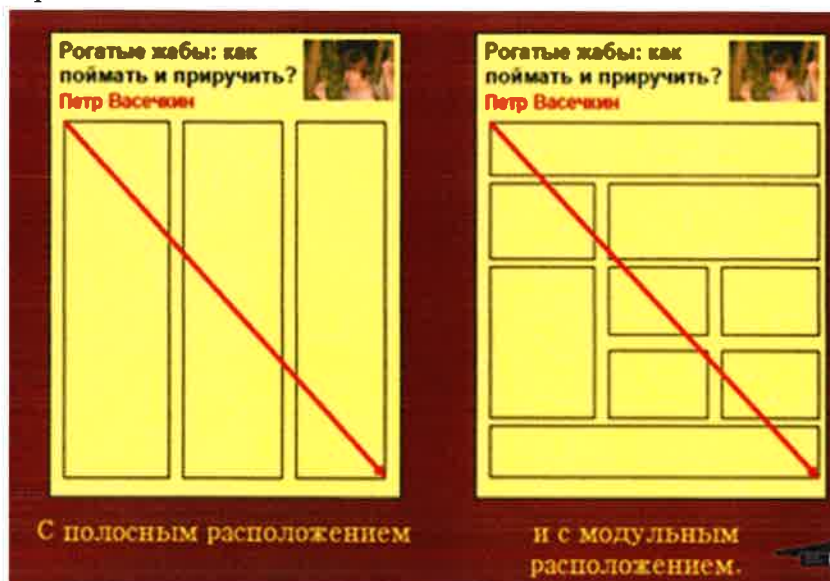 Рогатые жабы: как
поймать и приручить?
Петр Васечкин
Рогатые жабы: как
поймать и приручить?
Петр Васечкин
С полосным расположением
и с модульным
расположением.